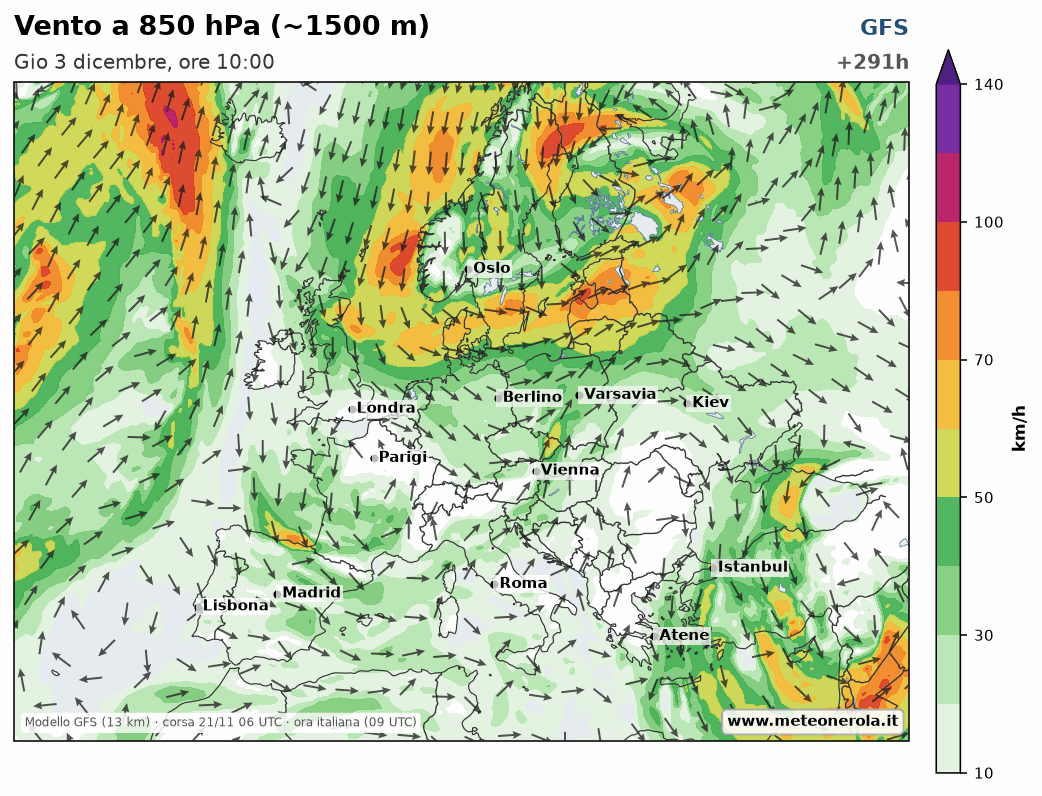 Vento a 850 hPa (~1500 m)
GFS
Gio 3 dicembre, ore 10:00
+291h
140
100
70
50
30
10
km/h
Oslo
Berlino
Varsavia
Kiev
Londra
Parigi
Vienna
Istanbul
Roma
Madrid
Lisbona
Atene
Modello GFS (13 km) · corsa 21/11 06 UTC · ora italiana (09 UTC)
www.meteonerola.it